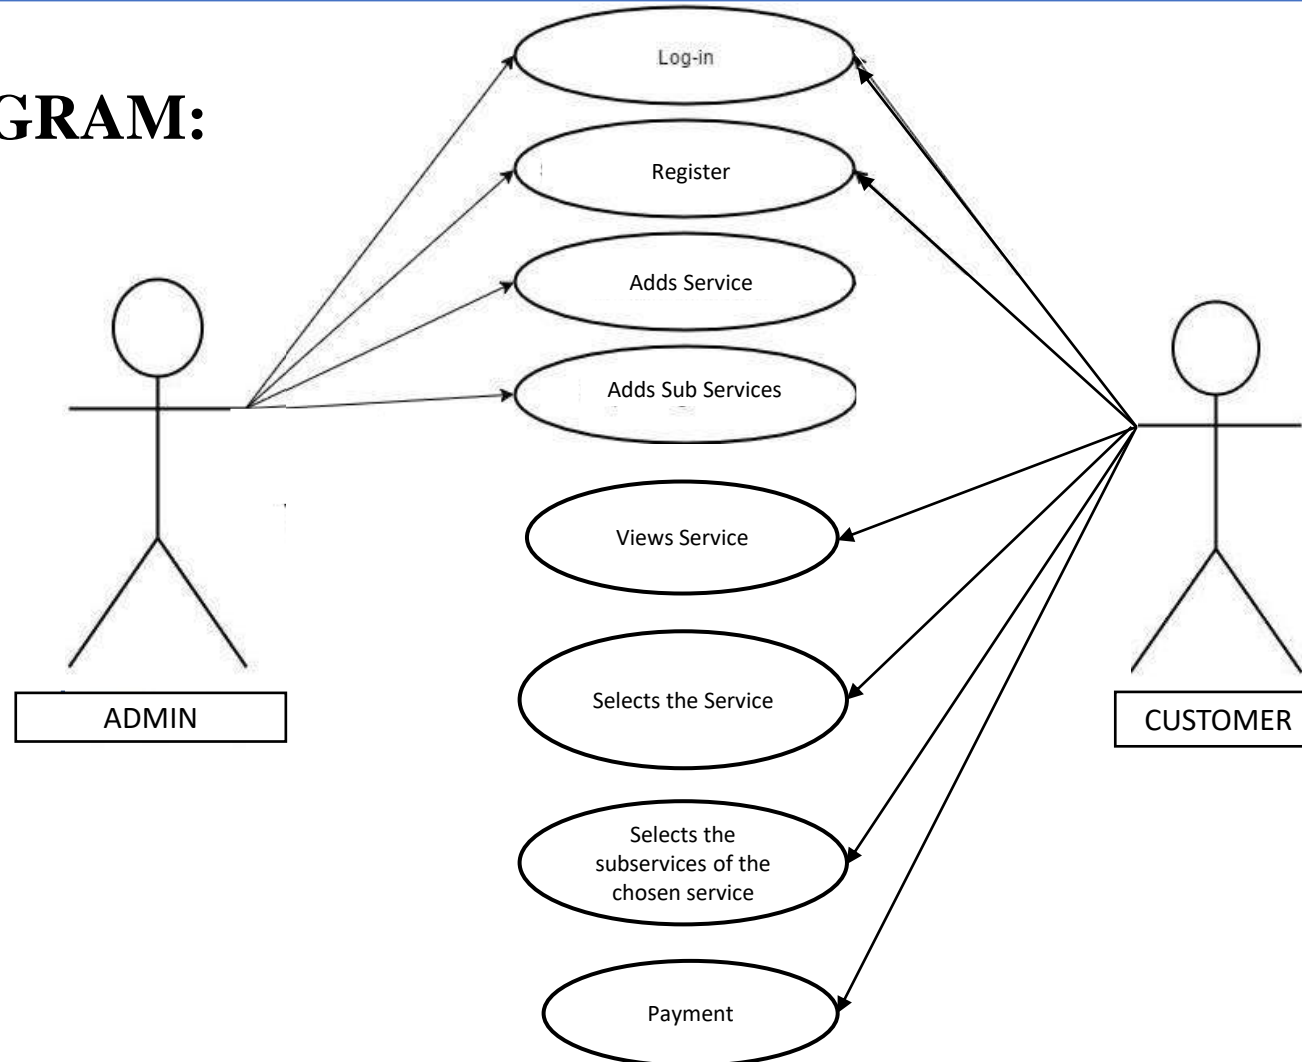 Log-in
GRAM:
Register
Adds Service
Adds Sub Services
Views Service
Selects the Service
ADMIN
CUSTOMER
Selects the
subservices of the
chosen service
Payment